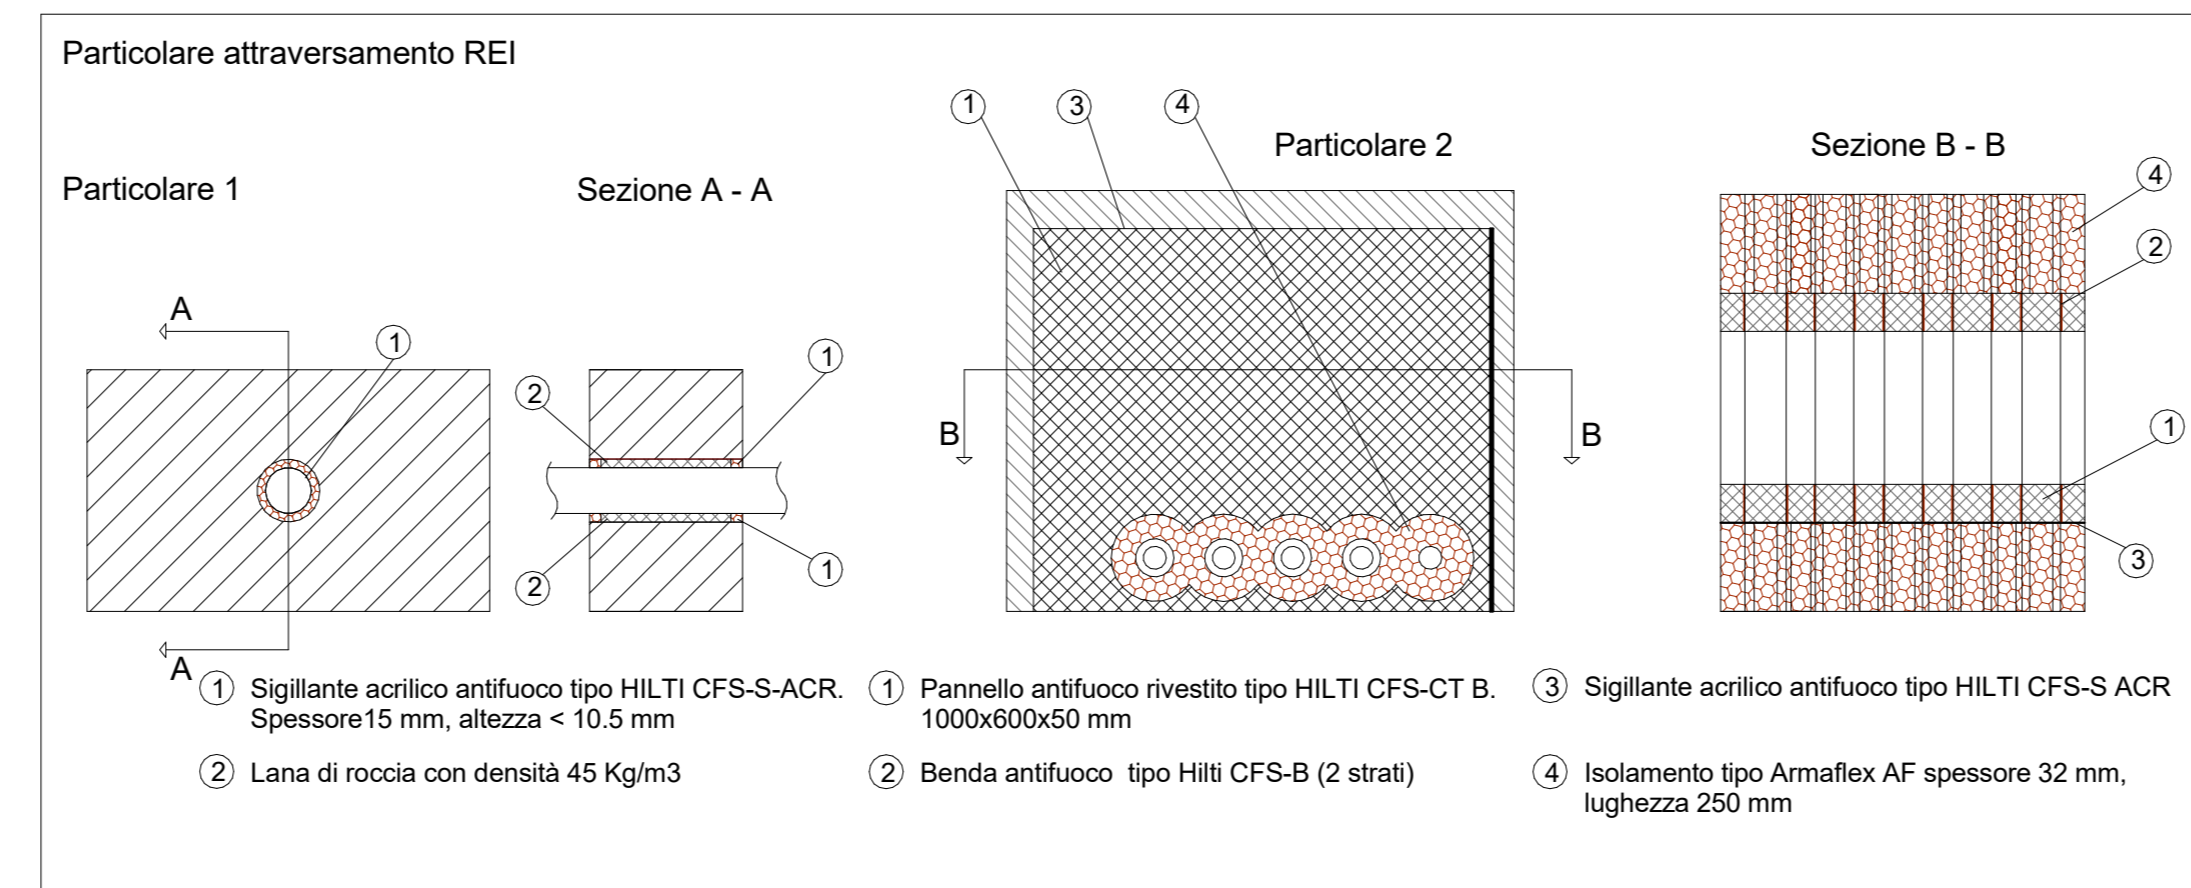 Particolare attraversamento REI
1
3
4
Particolare 2
Sezione B - B
4
Particolare 1
Sezione A - A
2
A
1
1
2
B
B
1
2
1
3
A
1 Sigillante acrilico antifuoco tipo HILTI CFS-S-ACR.
Spessore15 mm, altezza < 10.5 mm
2 Lana di roccia con densità 45 Kg/m3
1 Pannello antifuoco rivestito tipo HILTI CFS-CT B.
1000x600x50 mm
2 Benda antifuoco tipo Hilti CFS-B (2 strati)
3 Sigillante acrilico antifuoco tipo HILTI CFS-S ACR
4 Isolamento tipo Armaflex AF spessore 32 mm,
lughezza 250 mm